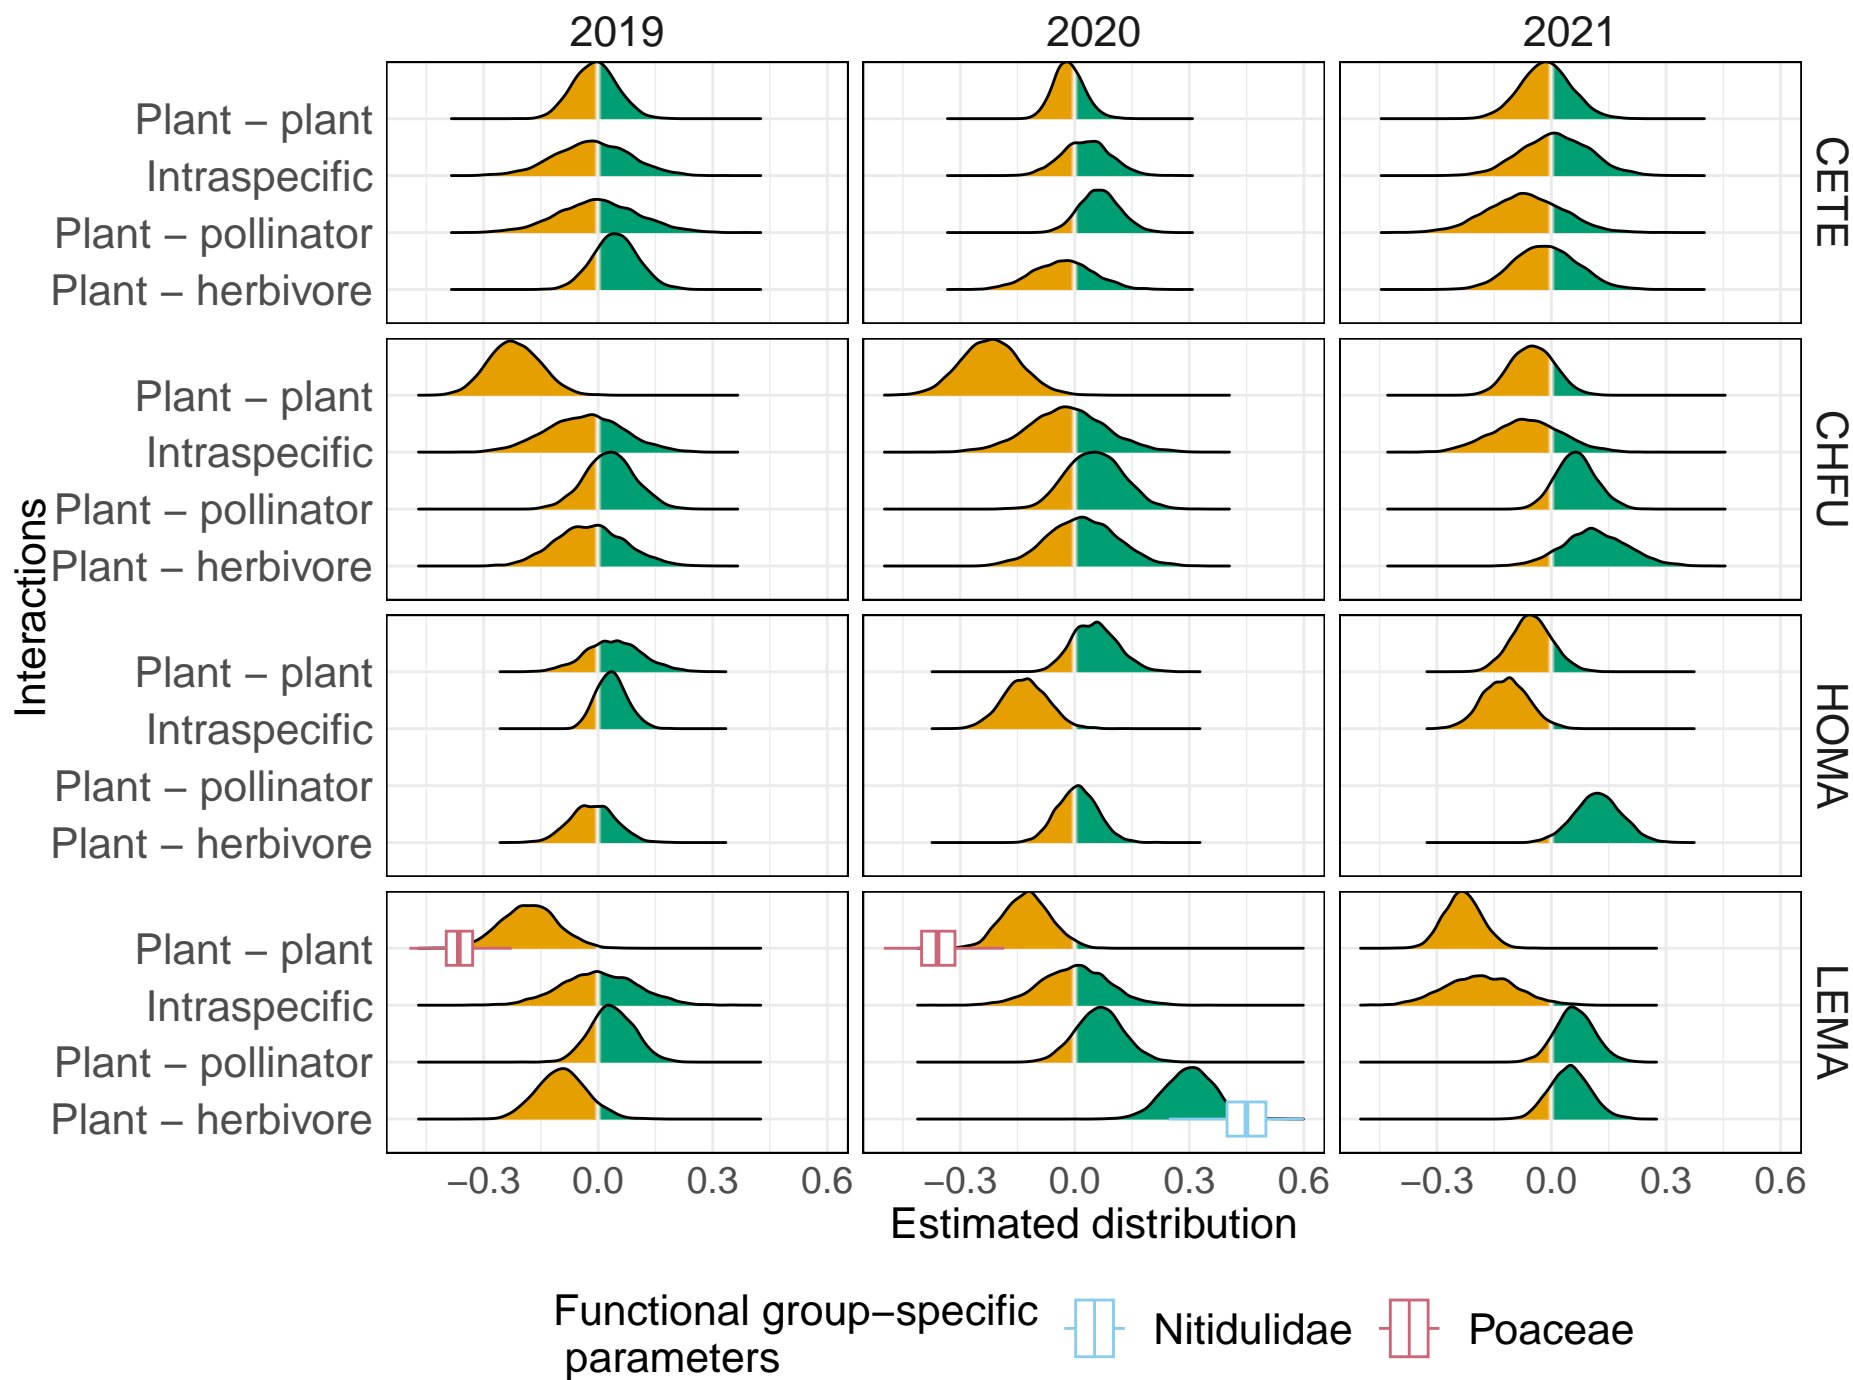 2019 2020 2021
Plant – plant
Intraspecific
Plant – pollinator
Plant – herbivore
CETE
Plant – plant
Intraspecific
Plant – pollinator
Plant – herbivore
CHFU
Interactions
Plant – plant
Intraspecific
Plant – pollinator
Plant – herbivore
HOMA
Plant – plant
Intraspecific
Plant – pollinator
Plant – herbivore
LEMA
−0.3 0.0 0.3 0.6 −0.3 0.0 0.3 0.6 −0.3 0.0 0.3 0.6
Estimated distribution
Functional group−specific
parameters
Nitidulidae Poaceae